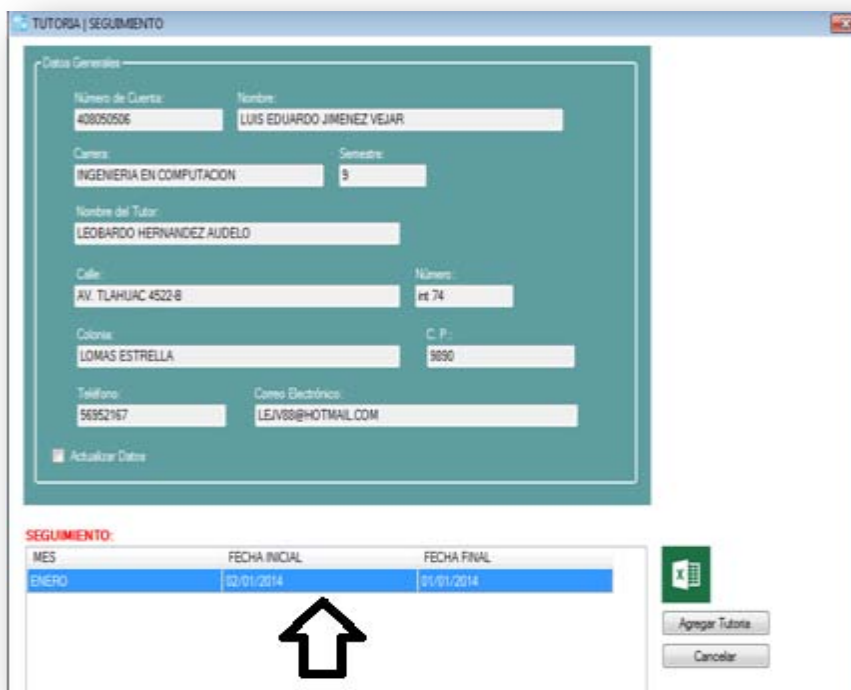 TUTORIA | SEGUIMIENTO
Datos Generales
Número de Cuenta: Nombre:
408050506 LUIS EDUARDO JIMENEZ VEJAR
Carrera: Semestre:
INGENIERIA EN COMPUTACION 9
Nombre del Tutor:
LEOBARDO HERNANDEZ AUDELO
Calle: Número:
AV. TLAHUAC 4522-B int 74
Colonia: C. P.:
LOMAS ESTRELLA 9890
Teléfono: Correo Electrónico:
56952167 LEJV88@HOTMAIL.COM
Actualizar Datos
SEGUIMIENTO:
MES FECHA INICIAL FECHA FINAL
ENERO 02/01/2014 01/01/2014
Agregar Tutoria
Cancelar